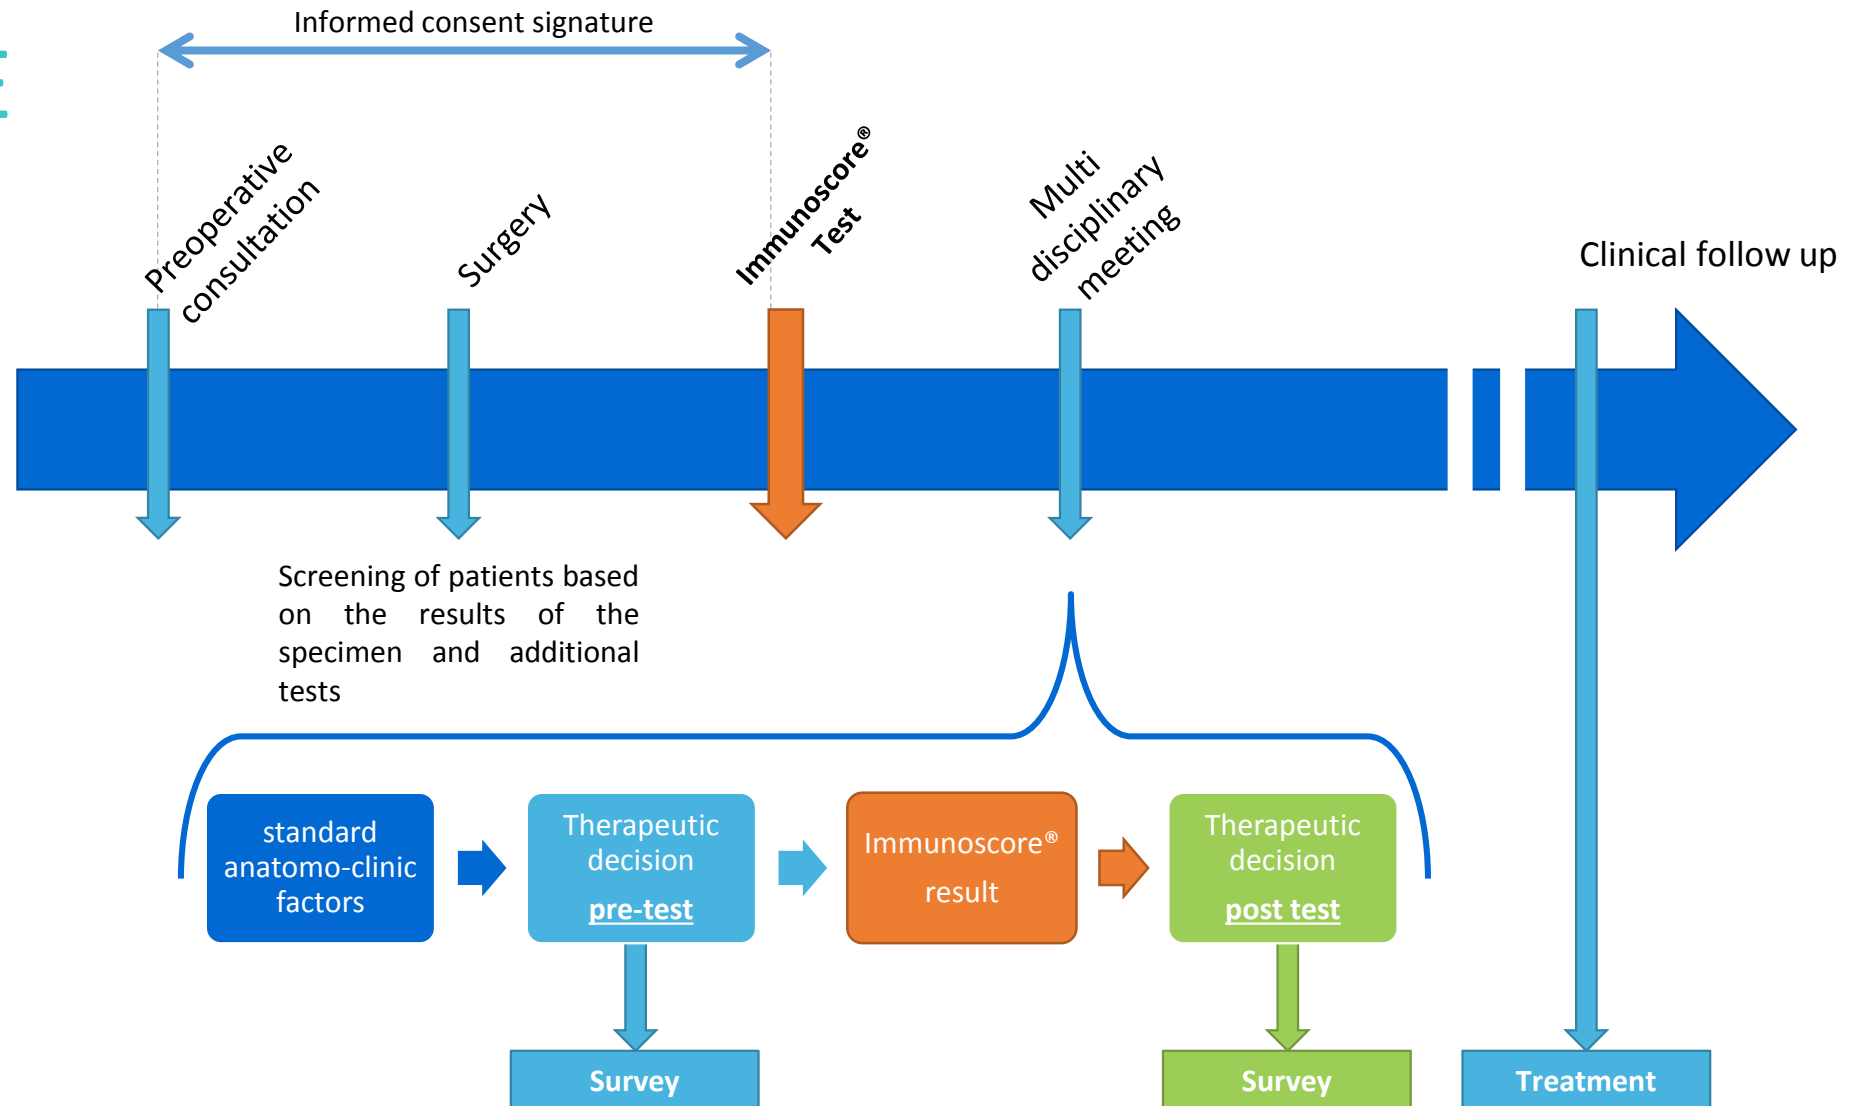 Informed consent signature
Preoperative
consultation
Surgery
Immunoscore®
Test
Multi
disciplinary
meeting
Clinical follow up
Screening of patients based
on the results of the
specimen and additional
tests
standard
anatomo-clinic
factors
Therapeutic
decision
pre-test
Immunoscore®
result
Therapeutic
decision
post test
Survey
Survey
Treatment